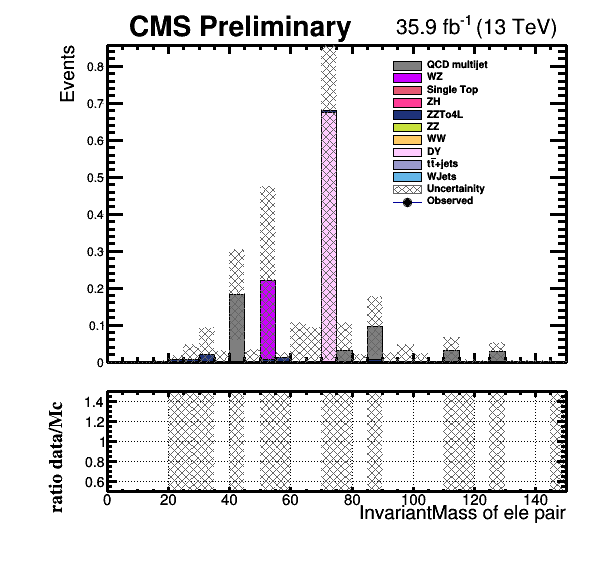 CMS Preliminary
35.9 fb⁻¹ (13 TeV)
Events
0.8
0.7
0.6
0.5
0.4
0.3
0.2
0.1
0
QCD multijet
WZ
Single Top
ZH
ZZTo4L
ZZ
WW
DY
tt̄+jets
WJets
Uncertainity
Observed
ratio data/Mc
1.4
1.2
1
0.8
0.6
0 20 40 60 80 100 120 140
InvariantMass of ele pair